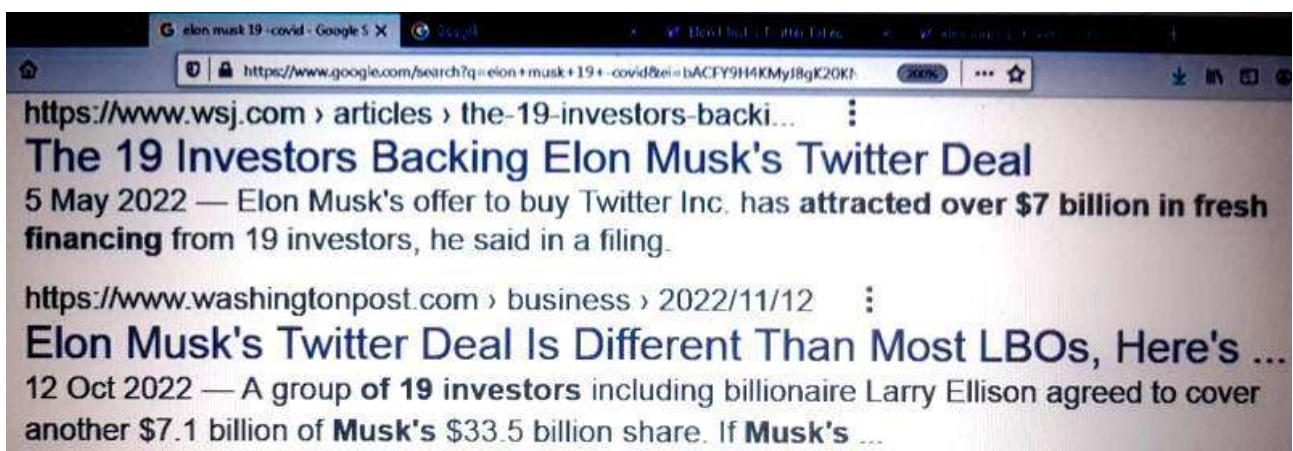 elon musk 19 -covid - Google S
https://www.google.com/search?q=elon+musk+19+-covid&ei=bACFY9H4KMyJ8gK20KI
200%
https://www.wsj.com › articles › the-19-investors-backi...
The 19 Investors Backing Elon Musk's Twitter Deal
5 May 2022 — Elon Musk's offer to buy Twitter Inc. has attracted over $7 billion in fresh
financing from 19 investors, he said in a filing.
https://www.washingtonpost.com › business › 2022/11/12
Elon Musk's Twitter Deal Is Different Than Most LBOs, Here's ...
12 Oct 2022 — A group of 19 investors including billionaire Larry Ellison agreed to cover
another $7.1 billion of Musk's $33.5 billion share. If Musk's ...